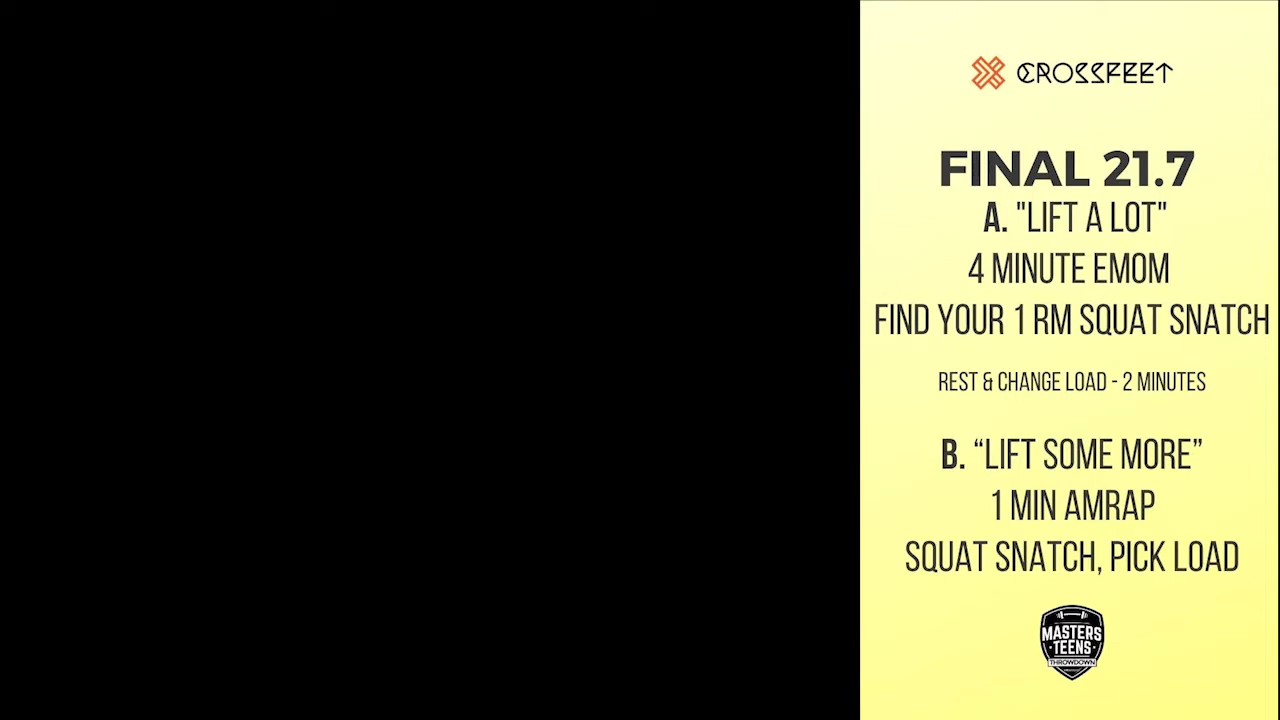 CROSSFEET
FINAL 21.7
A. "LIFT A LOT"
4 MINUTE EMOM
FIND YOUR 1 RM SQUAT SNATCH
REST & CHANGE LOAD - 2 MINUTES
B. “LIFT SOME MORE”
1 MIN AMRAP
SQUAT SNATCH, PICK LOAD
MASTERS
TEENS
THROWDOWN